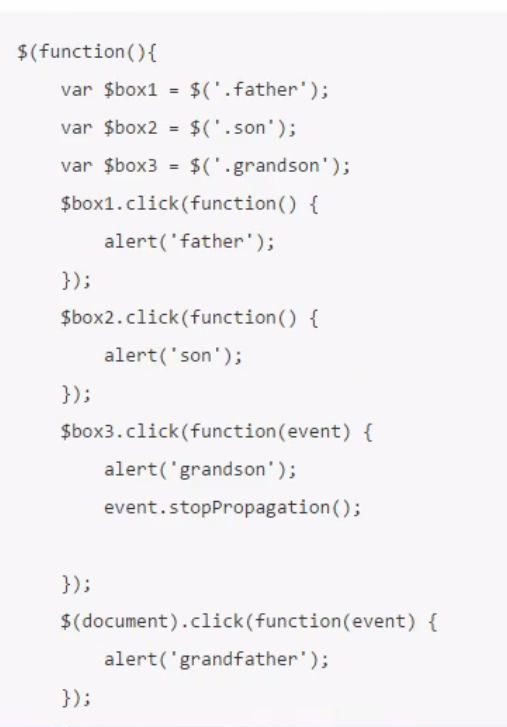 $(function(){
    var $box1 = $('.father');
    var $box2 = $('.son');
    var $box3 = $('.grandson');
    $box1.click(function() {
        alert('father');
    });
    $box2.click(function() {
        alert('son');
    });
    $box3.click(function(event) {
        alert('grandson');
        event.stopPropagation();

    });
    $(document).click(function(event) {
        alert('grandfather');
    });